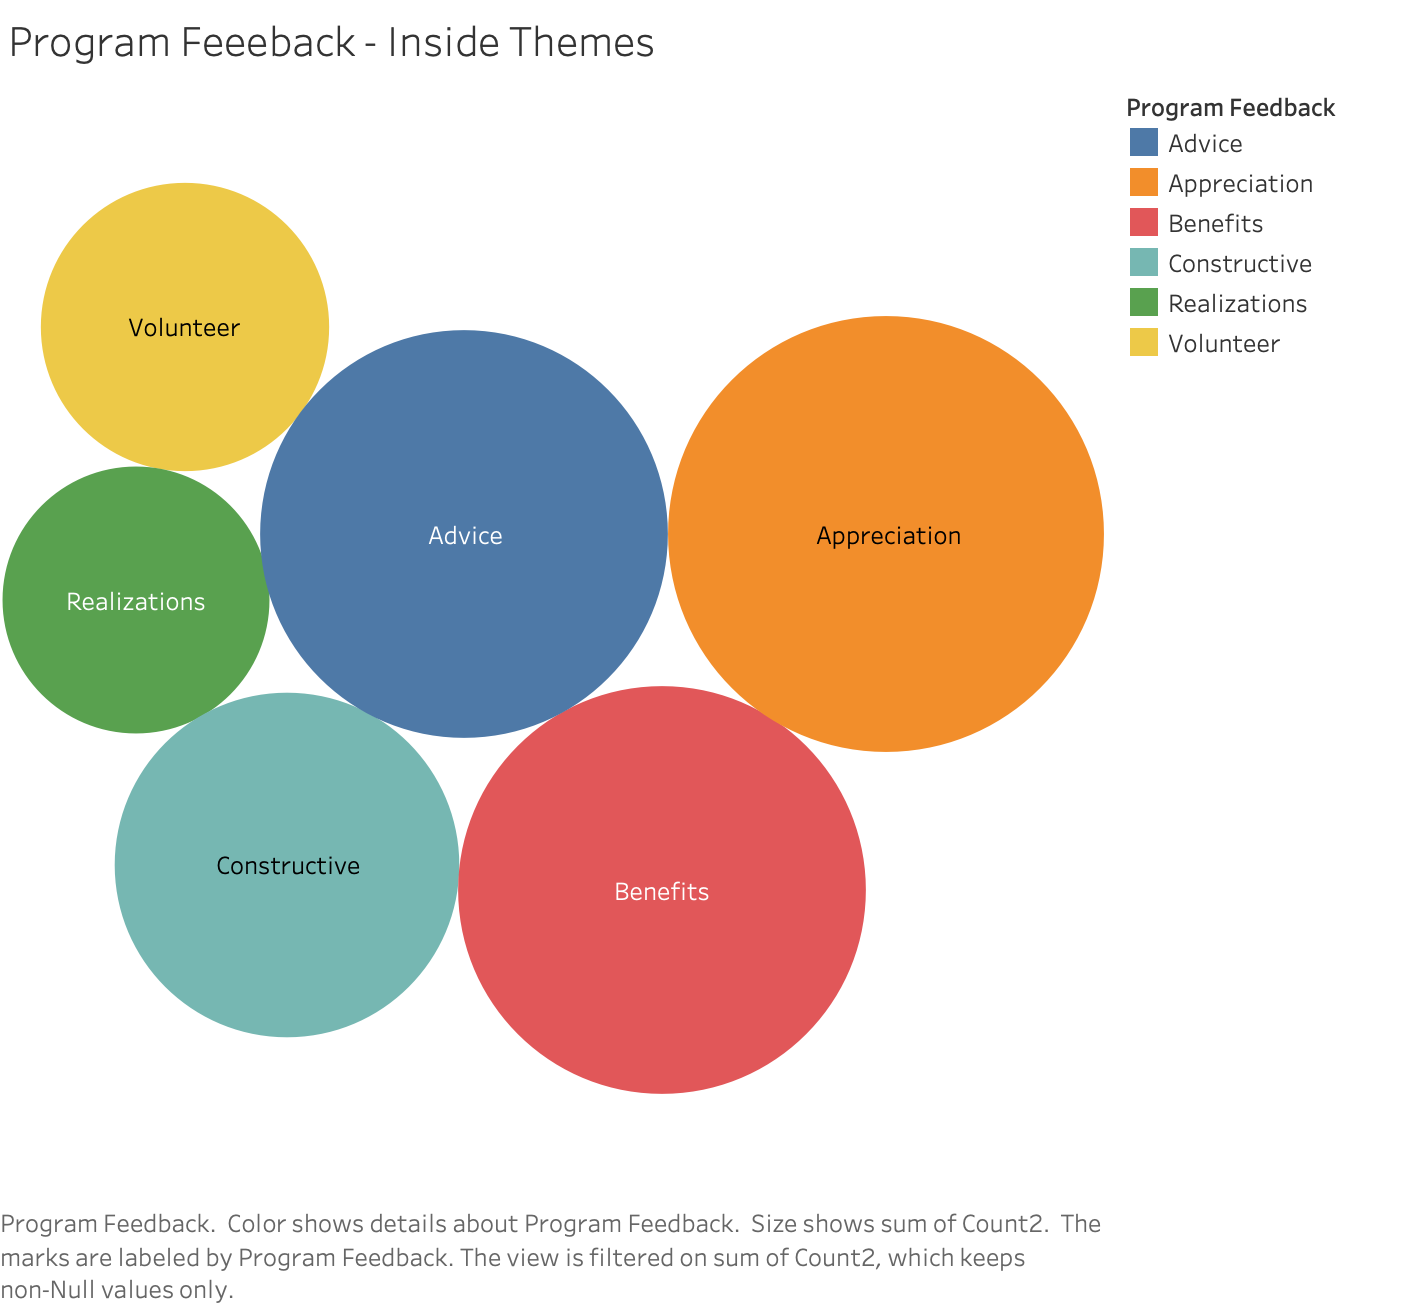 Program Feeeback - Inside Themes
Program Feedback
Advice
Appreciation
Benefits
Constructive
Realizations
Volunteer
Volunteer
Advice
Appreciation
Realizations
Constructive
Benefits
Program Feedback.  Color shows details about Program Feedback.  Size shows sum of Count2.  The
marks are labeled by Program Feedback. The view is filtered on sum of Count2, which keeps
non-Null values only.